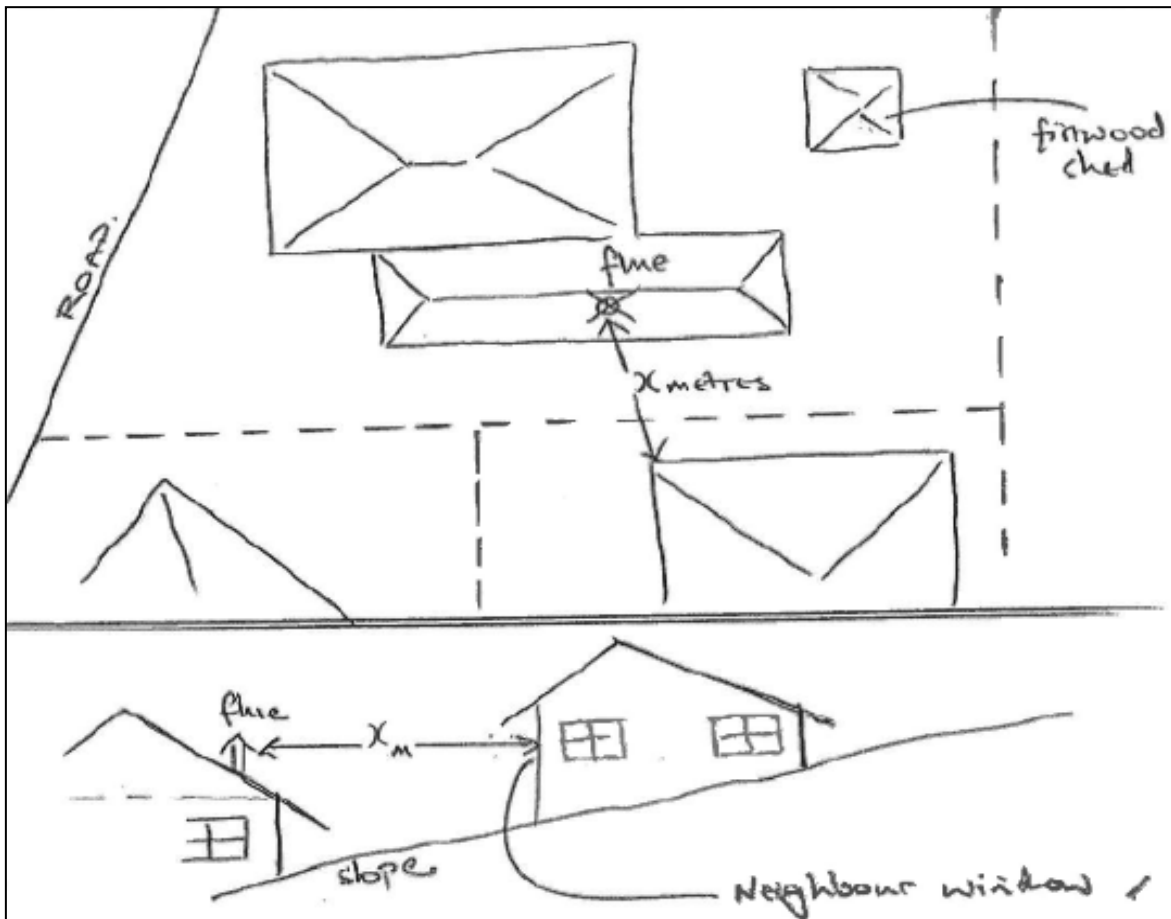 ROAD.
firewood
shed
flue
x metres
flue
x m
slope.
Neighbour window